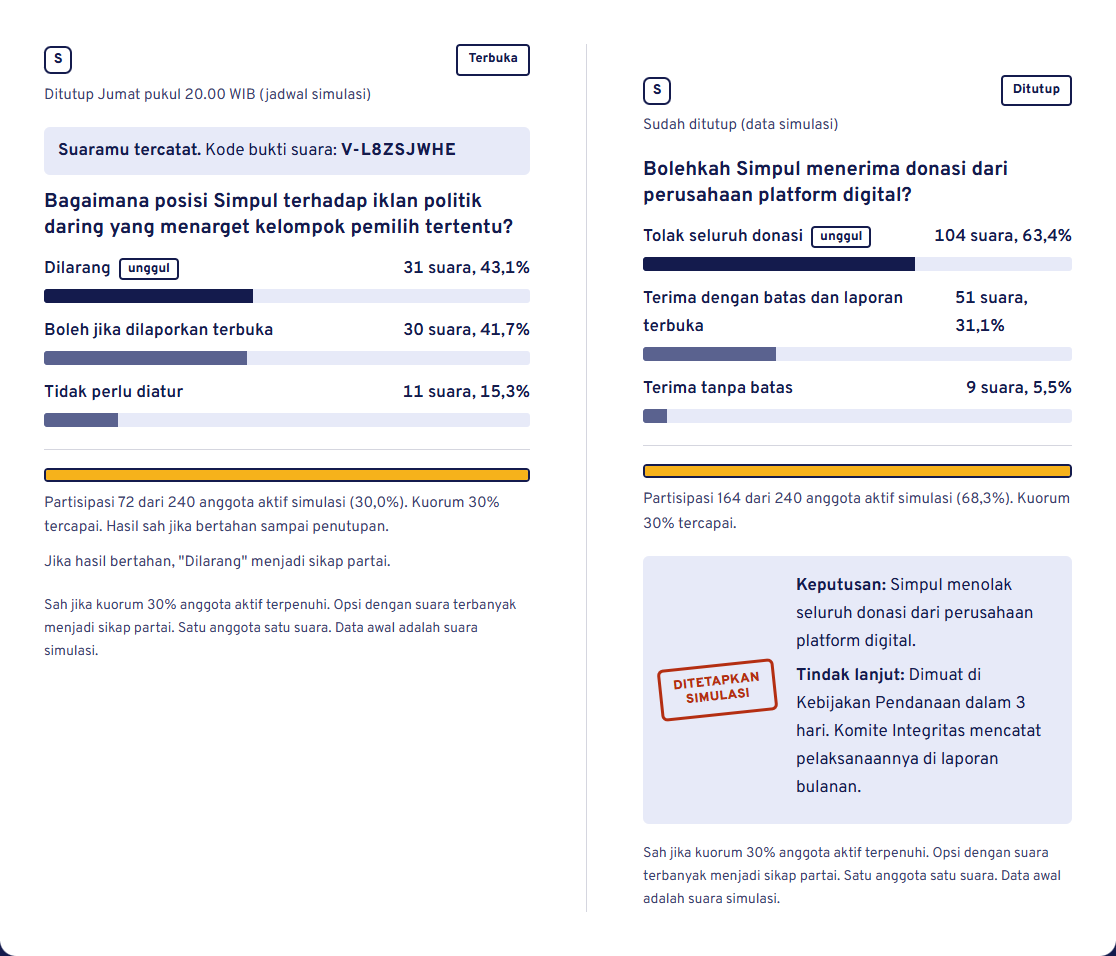 S
Terbuka
Ditutup Jumat pukul 20.00 WIB (jadwal simulasi)
Suaramu tercatat. Kode bukti suara: V-L8ZSJWHE
Bagaimana posisi Simpul terhadap iklan politik
daring yang menarget kelompok pemilih tertentu?
Dilarang unggul 31 suara, 43,1%
Boleh jika dilaporkan terbuka 30 suara, 41,7%
Tidak perlu diatur 11 suara, 15,3%
Partisipasi 72 dari 240 anggota aktif simulasi (30,0%). Kuorum 30%
tercapai. Hasil sah jika bertahan sampai penutupan.
Jika hasil bertahan, "Dilarang" menjadi sikap partai.
Sah jika kuorum 30% anggota aktif terpenuhi. Opsi dengan suara terbanyak
menjadi sikap partai. Satu anggota satu suara. Data awal adalah suara
simulasi.
S
Ditutup
Sudah ditutup (data simulasi)
Bolehkah Simpul menerima donasi dari
perusahaan platform digital?
Tolak seluruh donasi unggul 104 suara, 63,4%
Terima dengan batas dan laporan
terbuka
51 suara,
31,1%
Terima tanpa batas 9 suara, 5,5%
Partisipasi 164 dari 240 anggota aktif simulasi (68,3%). Kuorum
30% tercapai.
DITETAPKAN
SIMULASI
Keputusan: Simpul menolak
seluruh donasi dari perusahaan
platform digital.
Tindak lanjut: Dimuat di
Kebijakan Pendanaan dalam 3
hari. Komite Integritas mencatat
pelaksanaannya di laporan
bulanan.
Sah jika kuorum 30% anggota aktif terpenuhi. Opsi dengan suara
terbanyak menjadi sikap partai. Satu anggota satu suara. Data awal
adalah suara simulasi.